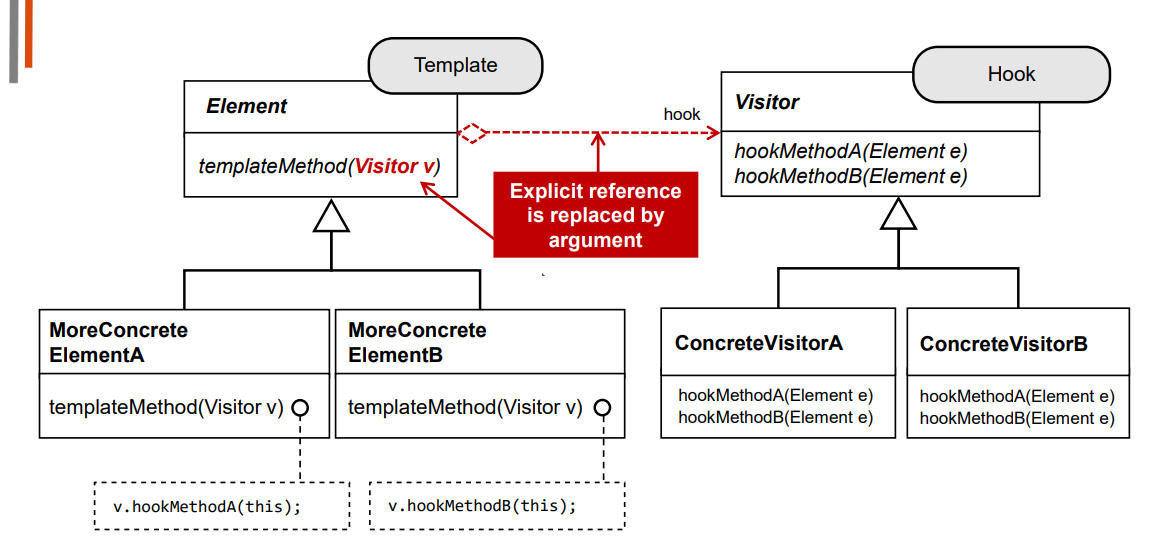 Template
Hook
Element
hook
Visitor
templateMethod(Visitor v)
hookMethodA(Element e)
hookMethodB(Element e)
Explicit reference
is replaced by
argument
MoreConcrete
ElementA
templateMethod(Visitor v)
v.hookMethodA(this);
MoreConcrete
ElementB
templateMethod(Visitor v)
v.hookMethodB(this);
ConcreteVisitorA
hookMethodA(Element e)
hookMethodB(Element e)
ConcreteVisitorB
hookMethodA(Element e)
hookMethodB(Element e)